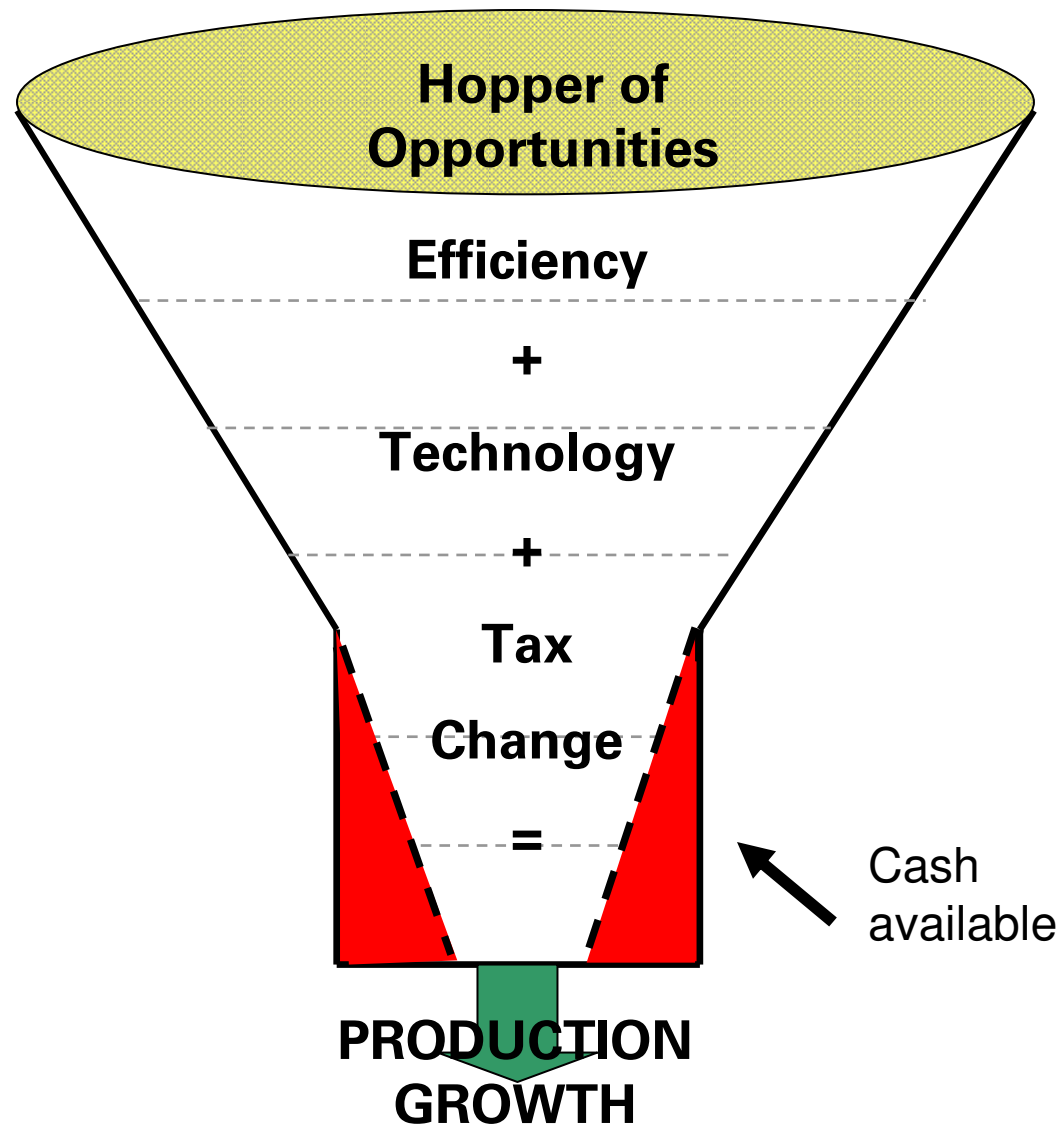 Hopper of
Opportunities
Efficiency
+
Technology
+
Tax
Change
=
Cash
available
PRODUCTION
GROWTH